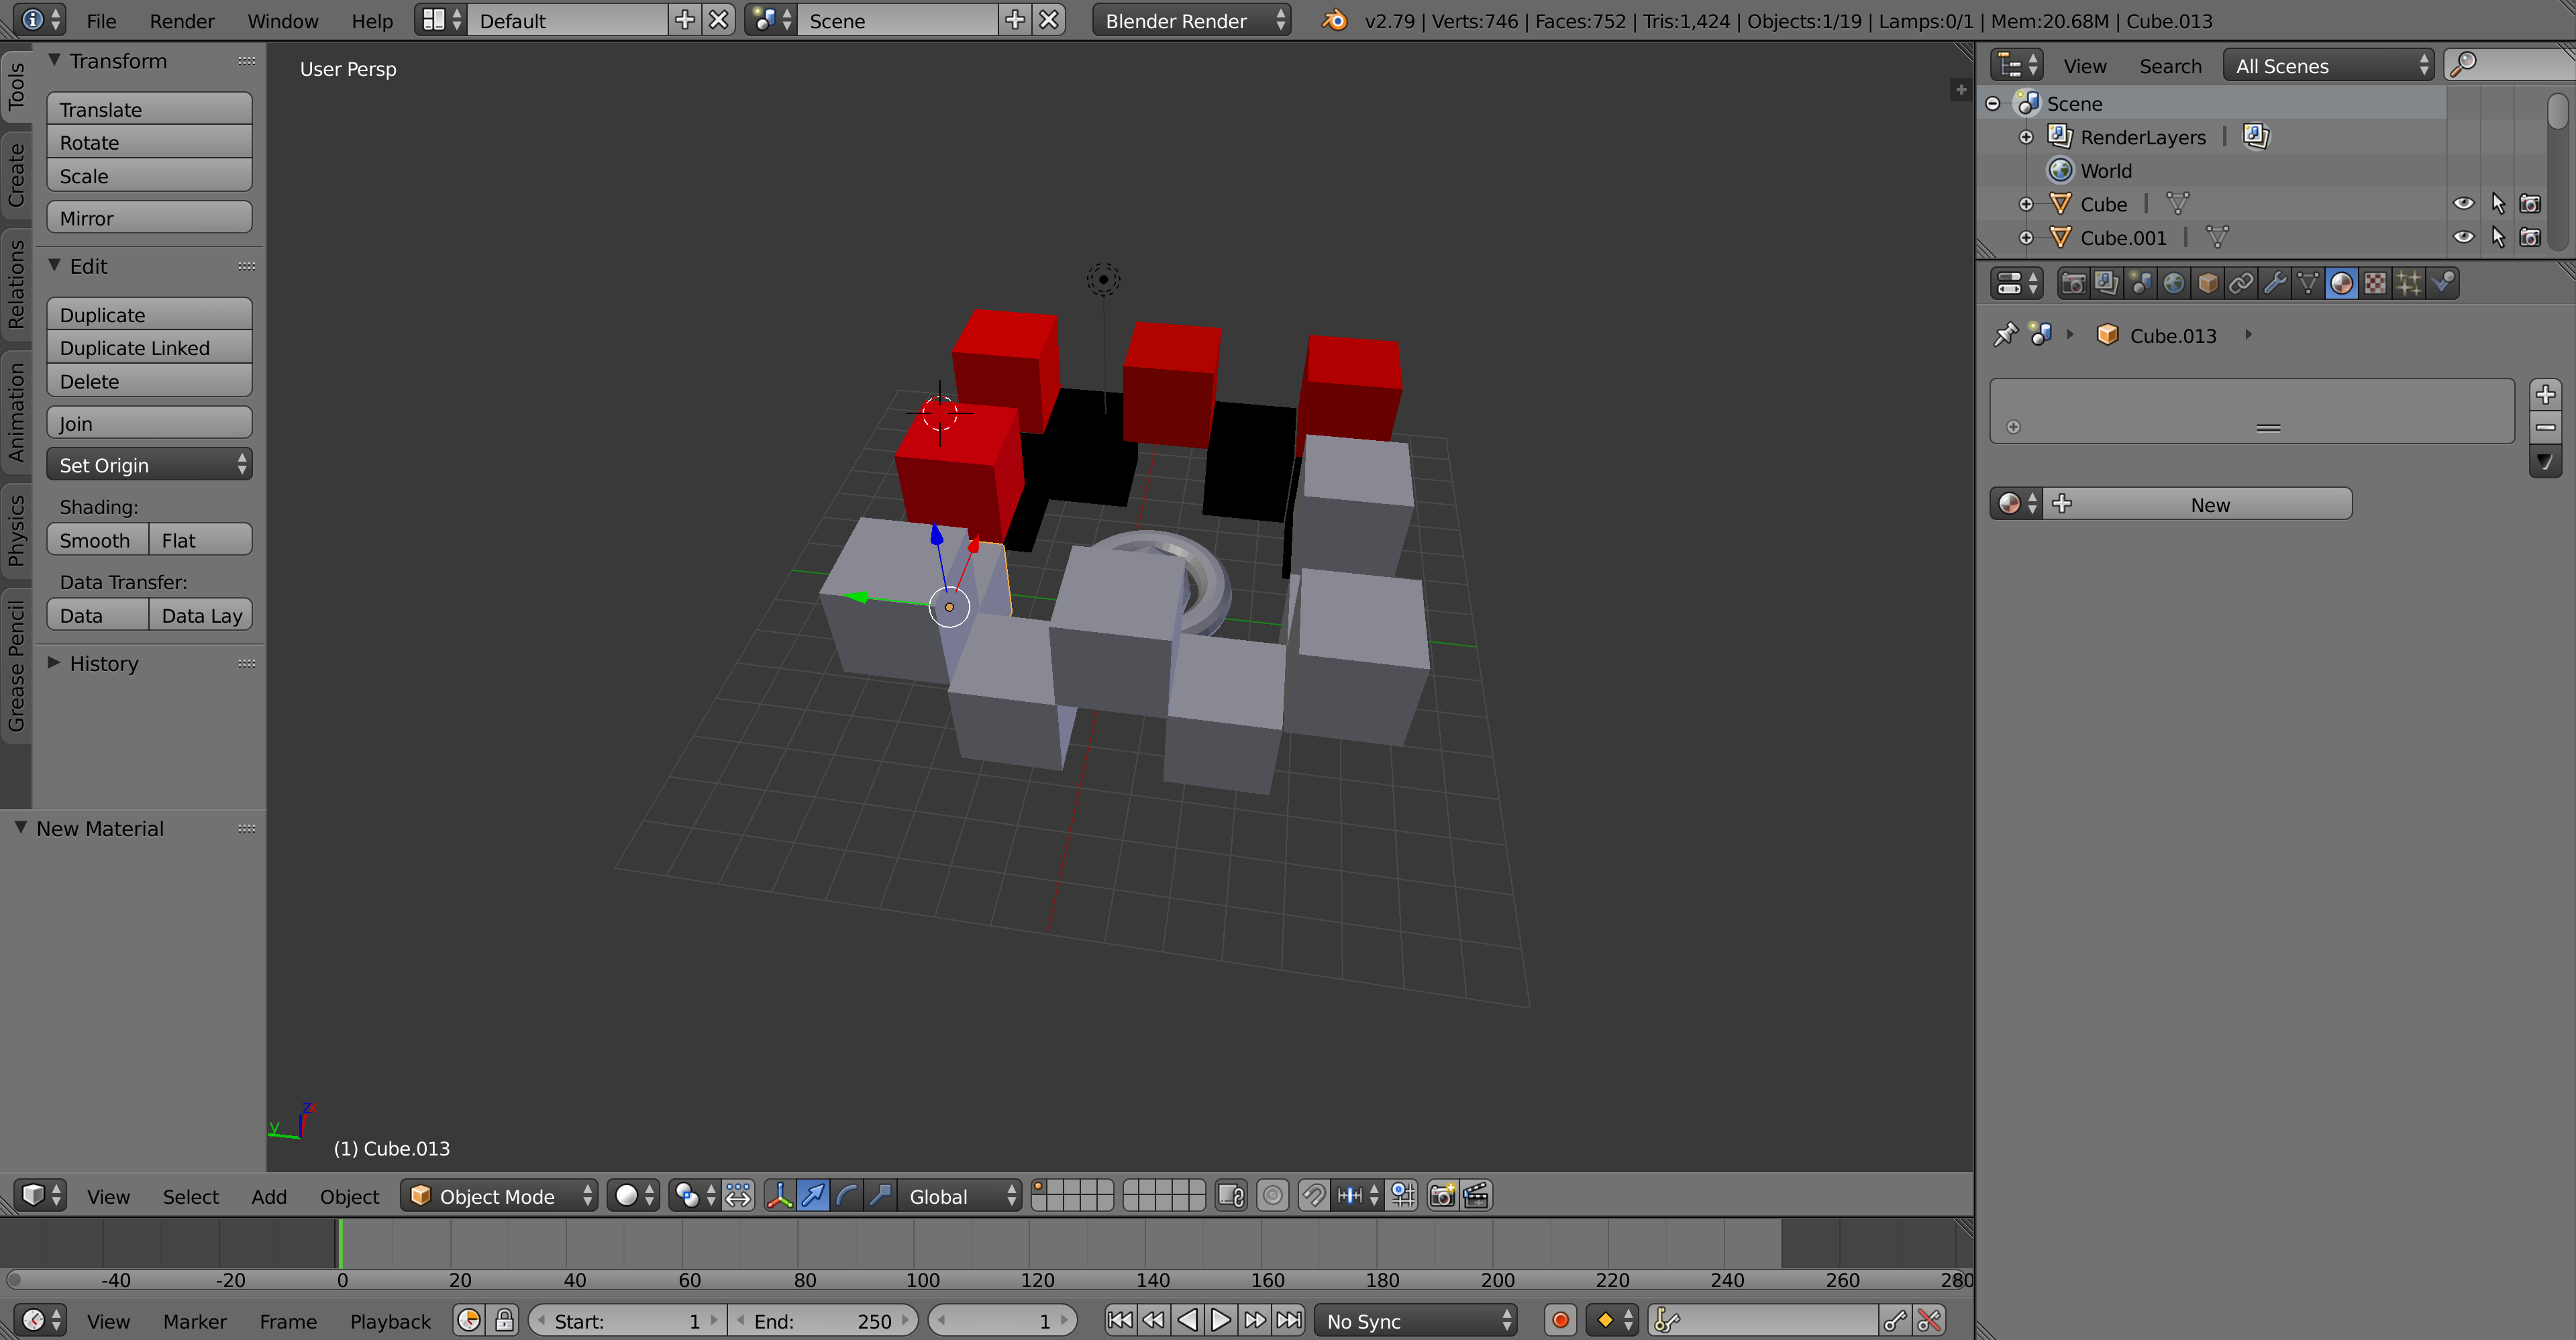 File Render Window Help Default Scene Blender Render v2.79 | Verts:746 | Faces:752 | Tris:1,424 | Objects:1/19 | Lamps:0/1 | Mem:20.68M | Cube.013
Tools
Create
Relations
Animation
Physics
Grease Pencil
Transform
Translate
Rotate
Scale
Mirror
Edit
Duplicate
Duplicate Linked
Delete
Join
Set Origin
Shading:
Smooth Flat
Data Transfer:
Data Data Lay
History
New Material
User Persp
z x
y
(1) Cube.013
View Search All Scenes
Scene
RenderLayers |
World
Cube |
Cube.001 |
Cube.013
New
View Select Add Object Object Mode Global
-40 -20 0 20 40 60 80 100 120 140 160 180 200 220 240 260 280
View Marker Frame Playback Start: 1 End: 250 1 No Sync